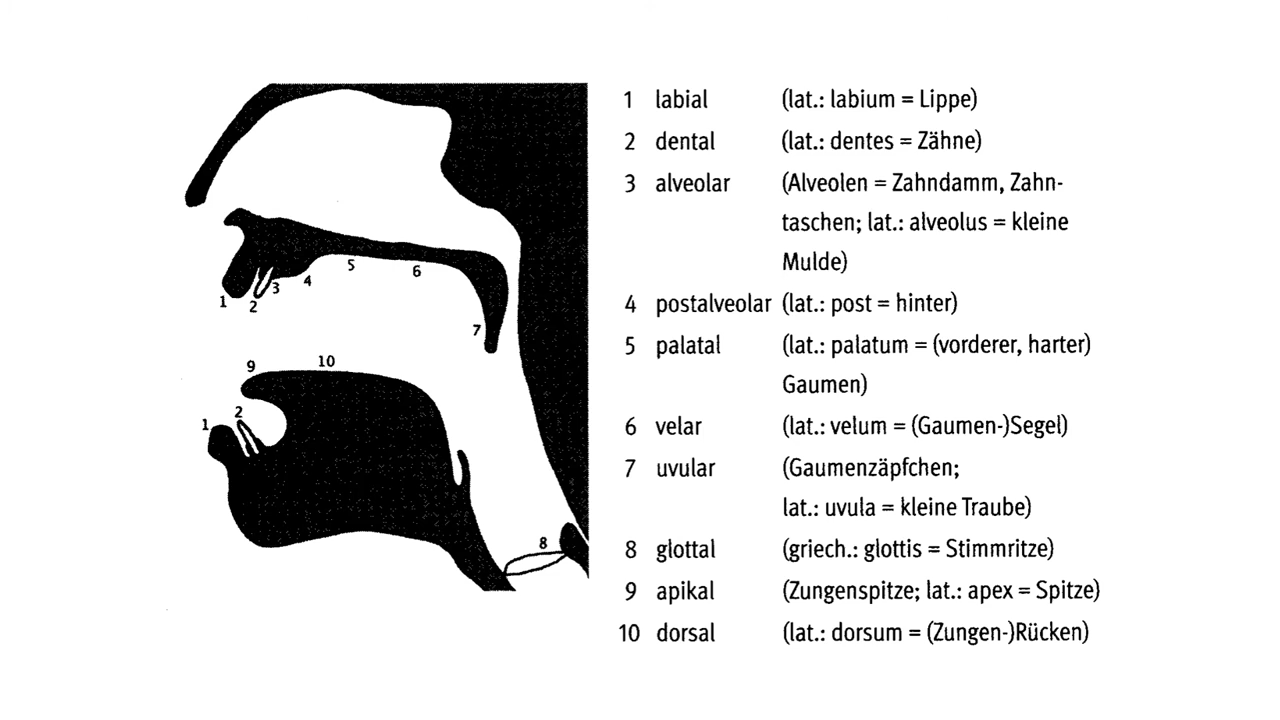 1 labial (lat.: labium = Lippe)
2 dental (lat.: dentes = Zähne)
3 alveolar (Alveolen = Zahndamm, Zahn-
taschen; lat.: alveolus = kleine
Mulde)
4 postalveolar (lat.: post = hinter)
5 palatal (lat.: palatum = (vorderer, harter)
Gaumen)
6 velar (lat.: velum = (Gaumen-)Segel)
7 uvular (Gaumenzäpfchen;
lat.: uvula = kleine Traube)
8 glottal (griech.: glottis = Stimmritze)
9 apikal (Zungenspitze; lat.: apex = Spitze)
10 dorsal (lat.: dorsum = (Zungen-)Rücken)
1 2 3 4 5 6
7
9 10
1 2
8